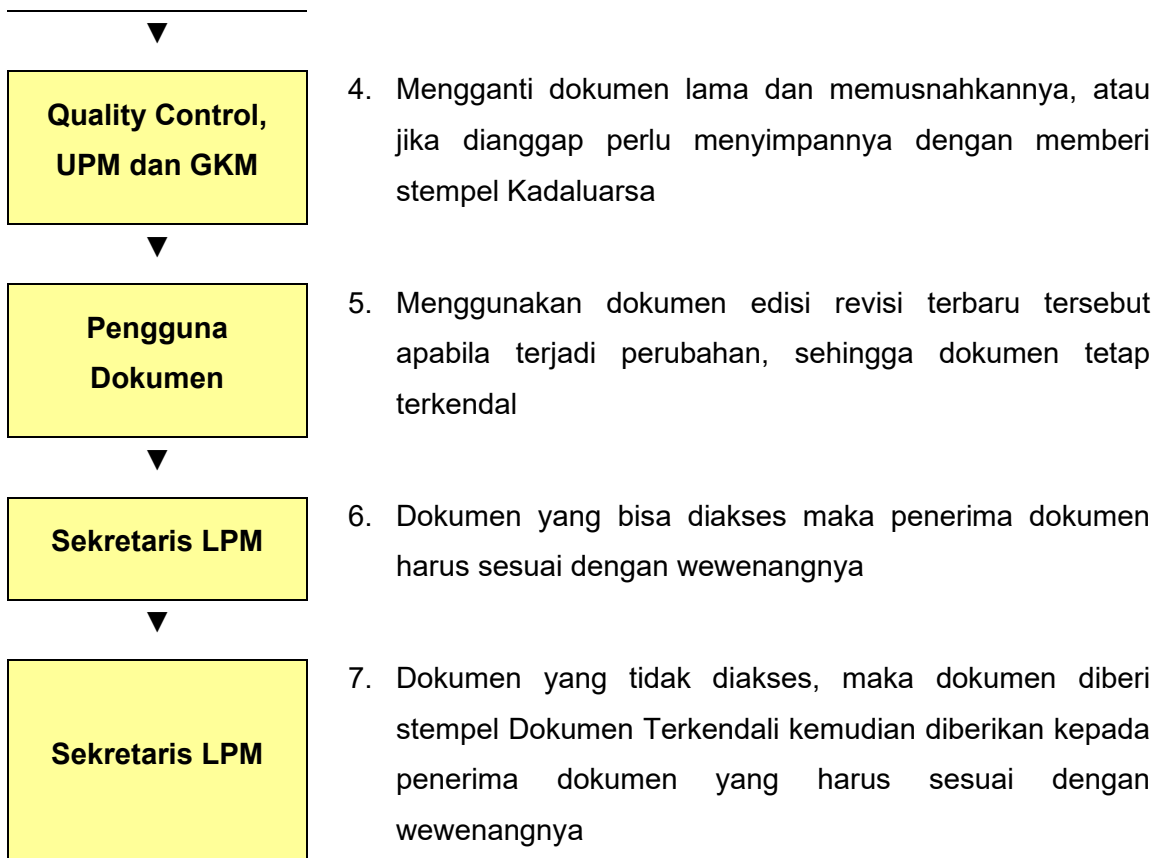 ▼
Quality Control,
UPM dan GKM
4. Mengganti dokumen lama dan memusnahkannya, atau
jika dianggap perlu menyimpannya dengan memberi
stempel Kadaluarsa
▼
Pengguna
Dokumen
5. Menggunakan dokumen edisi revisi terbaru tersebut
apabila terjadi perubahan, sehingga dokumen tetap
terkendal
▼
Sekretaris LPM
6. Dokumen yang bisa diakses maka penerima dokumen
harus sesuai dengan wewenangnya
▼
Sekretaris LPM
7. Dokumen yang tidak diakses, maka dokumen diberi
stempel Dokumen Terkendali kemudian diberikan kepada
penerima dokumen yang harus sesuai dengan
wewenangnya